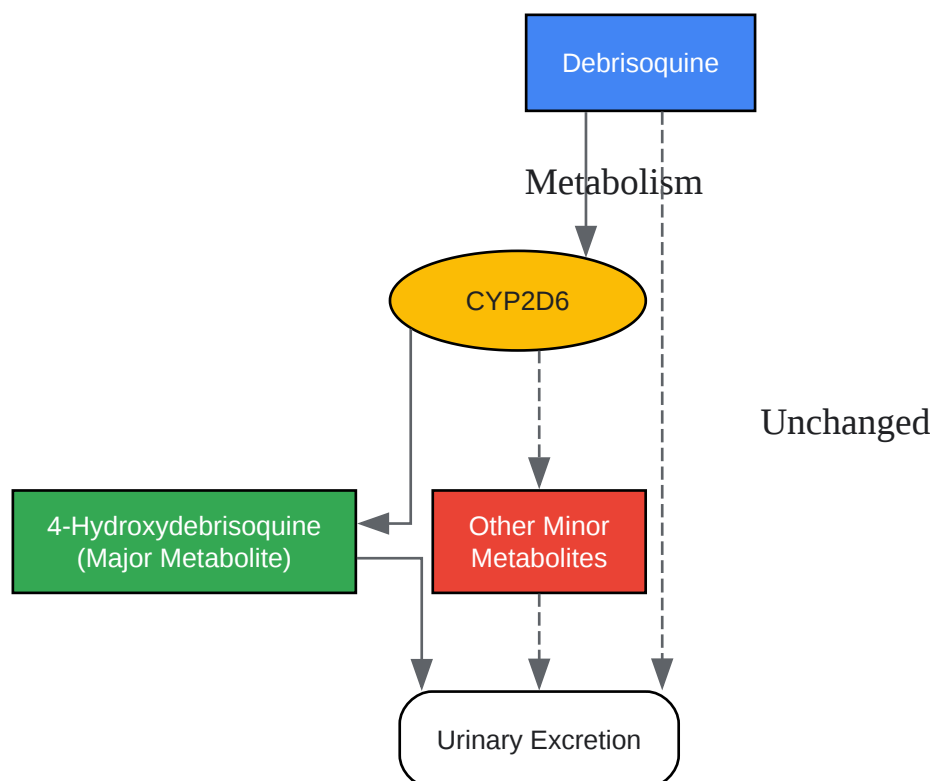 Debrisoquine
Metabolism
CYP2D6
Unchanged
4-Hydroxydebrisoquine
(Major Metabolite)
Other Minor
Metabolites
Urinary Excretion